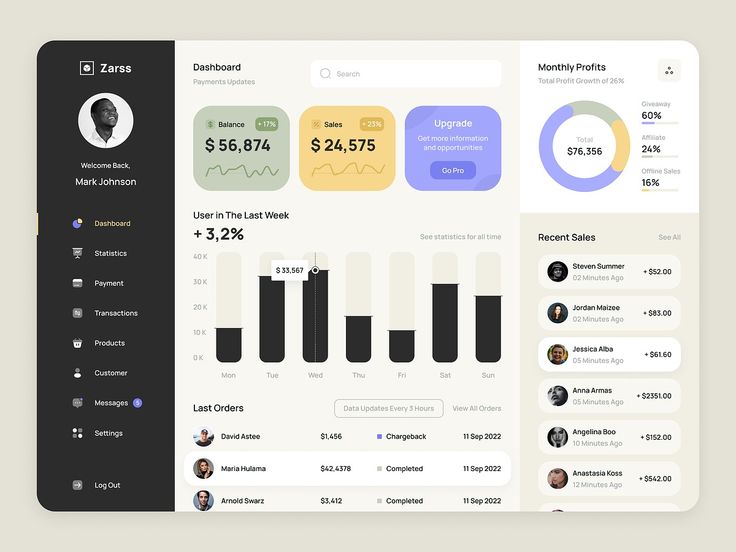 Zarss
Welcome Back,
Mark Johnson
Dashboard
Statistics
Payment
Transactions
Products
Customer
Messages 5
Settings
Log Out
Dashboard
Payments Updates
Search
$ Balance + 17%
$ 56,874
% Sales + 23%
$ 24,575
Upgrade
Get more information
and opportunities
Go Pro
User in The Last Week
+ 3,2%
See statistics for all time
40 K
30 K
20 K
10 K
0 K
$ 33,567
Mon Tue Wed Thu Fri Sat Sun
Last Orders
Data Updates Every 3 Hours
View All Orders
David Astee $1,456 Chargeback 11 Sep 2022
Maria Hulama $42,4378 Completed 11 Sep 2022
Arnold Swarz $3,412 Completed 11 Sep 2022
Monthly Profits
Total Profit Growth of 26%
Total
$76,356
Giveaway
60%
Affiliate
24%
Offline Sales
16%
Recent Sales See All
Steven Summer
02 Minutes Ago
+ $52.00
Jordan Maizee
02 Minutes Ago
+ $83.00
Jessica Alba
05 Minutes Ago
+ $61.60
Anna Armas
05 Minutes Ago
+ $2351.00
Angelina Boo
10 Minutes Ago
+ $152.00
Anastasia Koss
12 Minutes Ago
+ $542.00